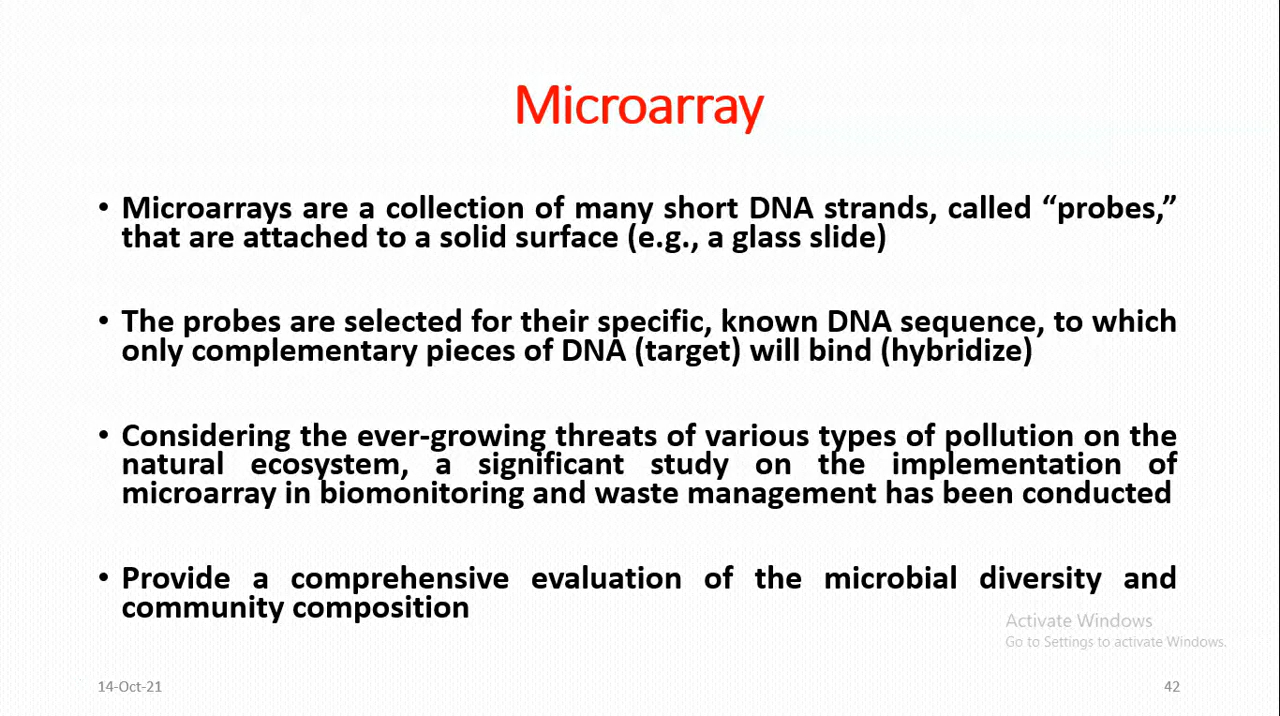 Microarray
• Microarrays are a collection of many short DNA strands, called “probes,”
that are attached to a solid surface (e.g., a glass slide)
• The probes are selected for their specific, known DNA sequence, to which
only complementary pieces of DNA (target) will bind (hybridize)
• Considering the ever-growing threats of various types of pollution on the
natural ecosystem, a significant study on the implementation of
microarray in biomonitoring and waste management has been conducted
• Provide a comprehensive evaluation of the microbial diversity and
community composition
Activate Windows
Go to Settings to activate Windows.
14-Oct-21
42